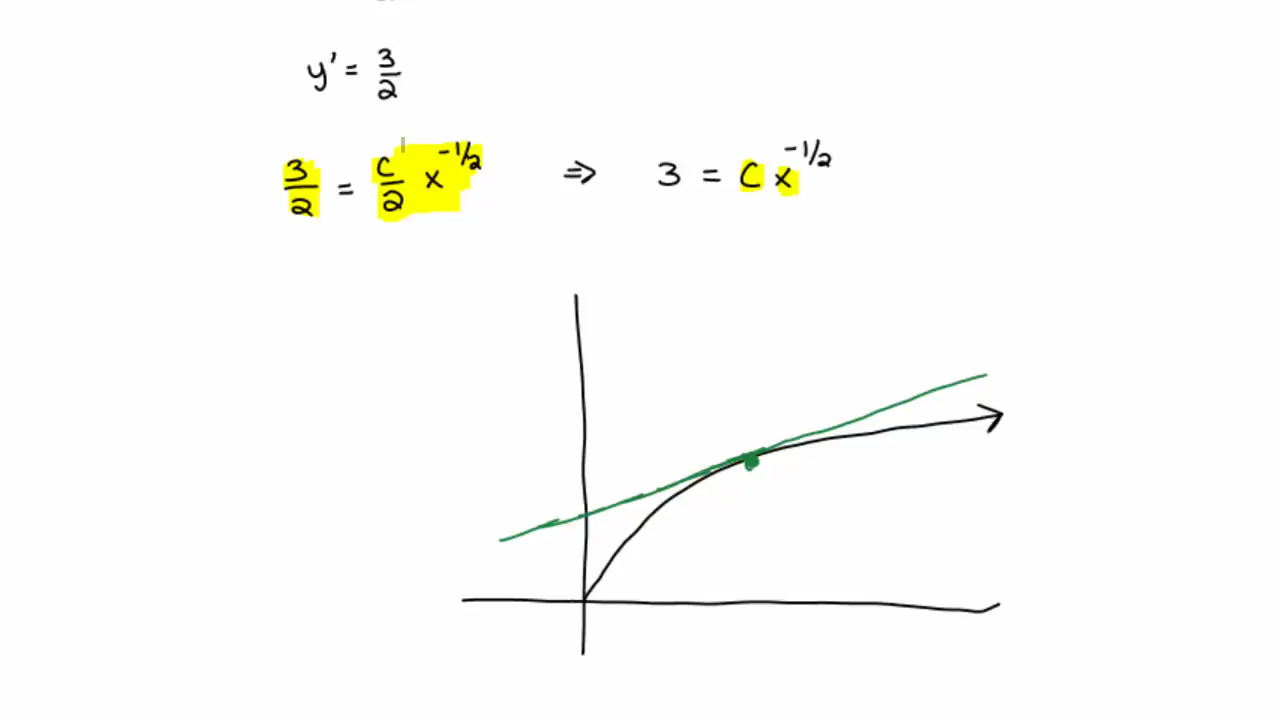 y' = 3/2
3/2 = C/2 x^{-1/2} ⇒ 3 = C x^{-1/2}